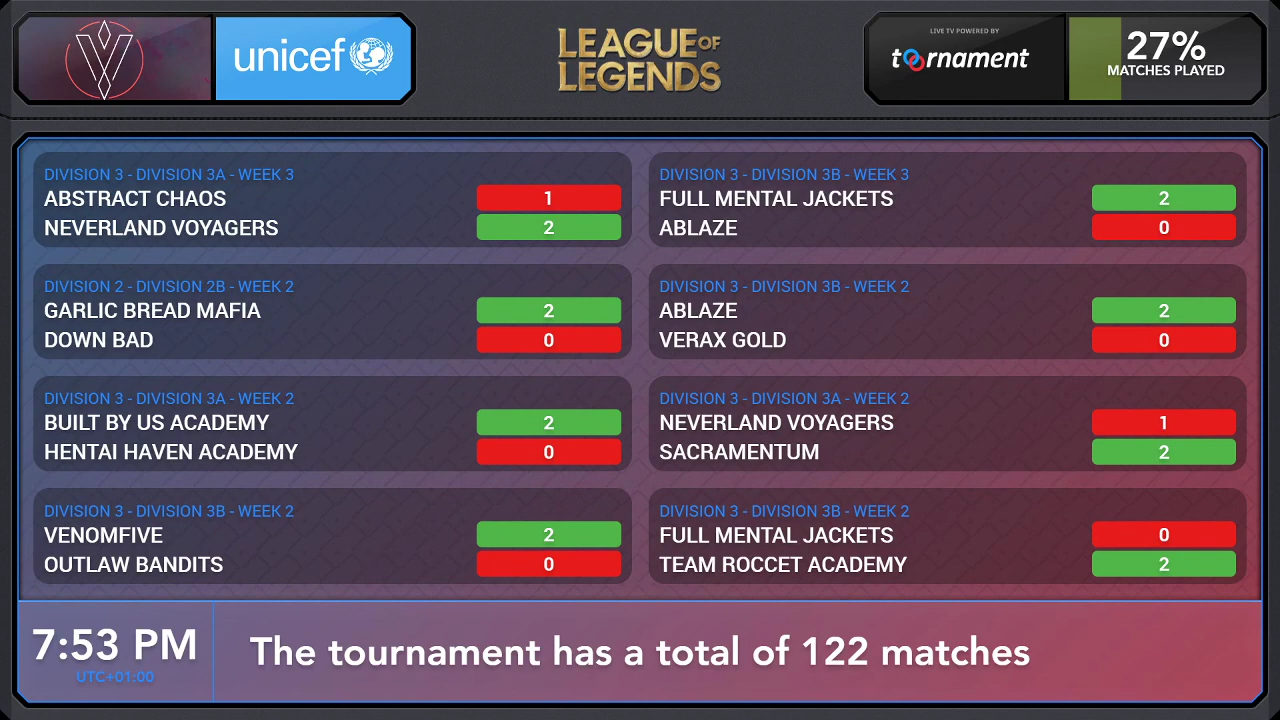 unicef
LEAGUE OF
LEGENDS
LIVE TV POWERED BY
toornament
27%
MATCHES PLAYED
DIVISION 3 - DIVISION 3A - WEEK 3
ABSTRACT CHAOS 1
NEVERLAND VOYAGERS 2
DIVISION 3 - DIVISION 3B - WEEK 3
FULL MENTAL JACKETS 2
ABLAZE 0
DIVISION 2 - DIVISION 2B - WEEK 2
GARLIC BREAD MAFIA 2
DOWN BAD 0
DIVISION 3 - DIVISION 3B - WEEK 2
ABLAZE 2
VERAX GOLD 0
DIVISION 3 - DIVISION 3A - WEEK 2
BUILT BY US ACADEMY 2
HENTAI HAVEN ACADEMY 0
DIVISION 3 - DIVISION 3A - WEEK 2
NEVERLAND VOYAGERS 1
SACRAMENTUM 2
DIVISION 3 - DIVISION 3B - WEEK 2
VENOMFIVE 2
OUTLAW BANDITS 0
DIVISION 3 - DIVISION 3B - WEEK 2
FULL MENTAL JACKETS 0
TEAM ROCCET ACADEMY 2
7:53 PM
UTC+01:00
The tournament has a total of 122 matches